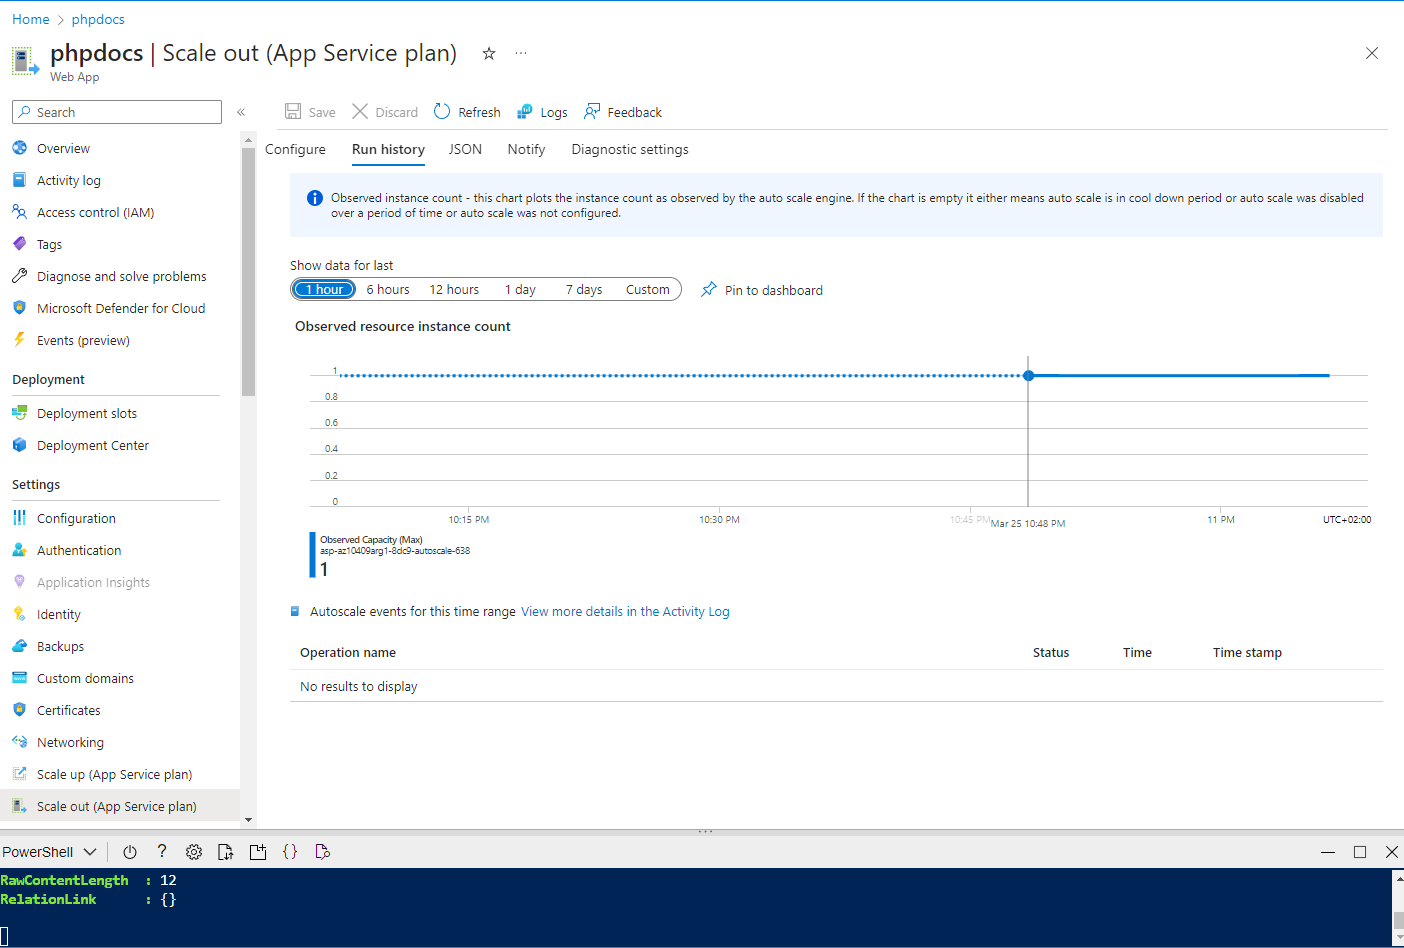 Home > phpdocs
phpdocs | Scale out (App Service plan)
Web App
Search
Save
Discard
Refresh
Logs
Feedback
Overview
Activity log
Access control (IAM)
Tags
Diagnose and solve problems
Microsoft Defender for Cloud
Events (preview)
Deployment
Deployment slots
Deployment Center
Settings
Configuration
Authentication
Application Insights
Identity
Backups
Custom domains
Certificates
Networking
Scale up (App Service plan)
Scale out (App Service plan)
Configure
Run history
JSON
Notify
Diagnostic settings
Observed instance count - this chart plots the instance count as observed by the auto scale engine. If the chart is empty it either means auto scale is in cool down period or auto scale was disabled
over a period of time or auto scale was not configured.
Show data for last
1 hour
6 hours
12 hours
1 day
7 days
Custom
Pin to dashboard
Observed resource instance count
1
0.8
0.6
0.4
0.2
0
10:15 PM
10:30 PM
10:45 PM
Mar 25 10:48 PM
11 PM
UTC+02:00
Observed Capacity (Max)
asp-az10409arg1-8dc9-autoscale-638
1
Autoscale events for this time range View more details in the Activity Log
Operation name
Status
Time
Time stamp
No results to display
PowerShell
RawContentLength : 12
RelationLink : {}